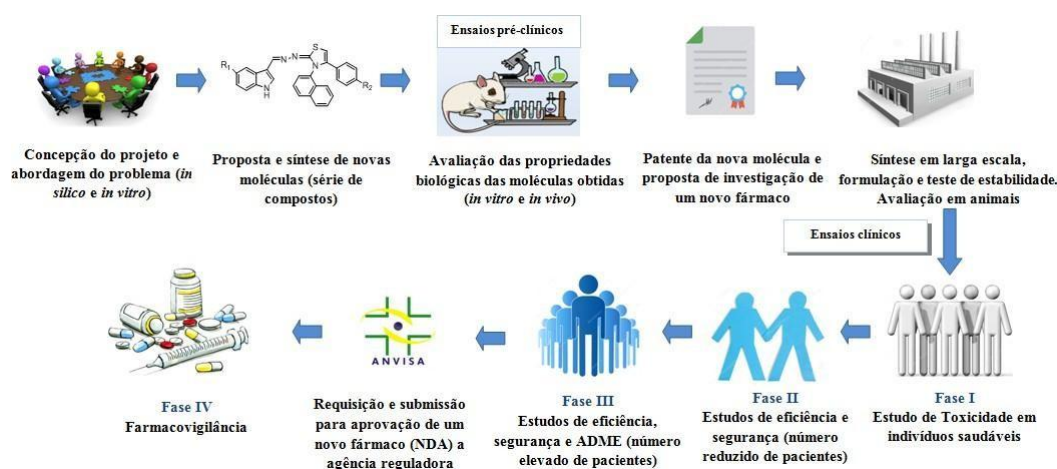 Ensaios pré-clínicos
R₁
N
H
N
N
S
N
R₂
Concepção do projeto e
abordagem do problema (in
silico e in vitro)
Proposta e síntese de novas
moléculas (série de
compostos)
Avaliação das propriedades
biológicas das moléculas obtidas
(in vitro e in vivo)
Patente da nova molécula e
proposta de investigação de
um novo fármaco
Síntese em larga escala,
formulação e teste de estabilidade.
Avaliação em animais
Ensaios clínicos
Fase I
Estudo de Toxicidade em
indivíduos saudáveis
Fase II
Estudos de eficiência e
segurança (número
reduzido de pacientes)
Fase III
Estudos de eficiência,
segurança e ADME (número
elevado de pacientes)
ANVISA
Requisição e submissão
para aprovação de um
novo fármaco (NDA) a
agência reguladora
Fase IV
Farmacovigilância